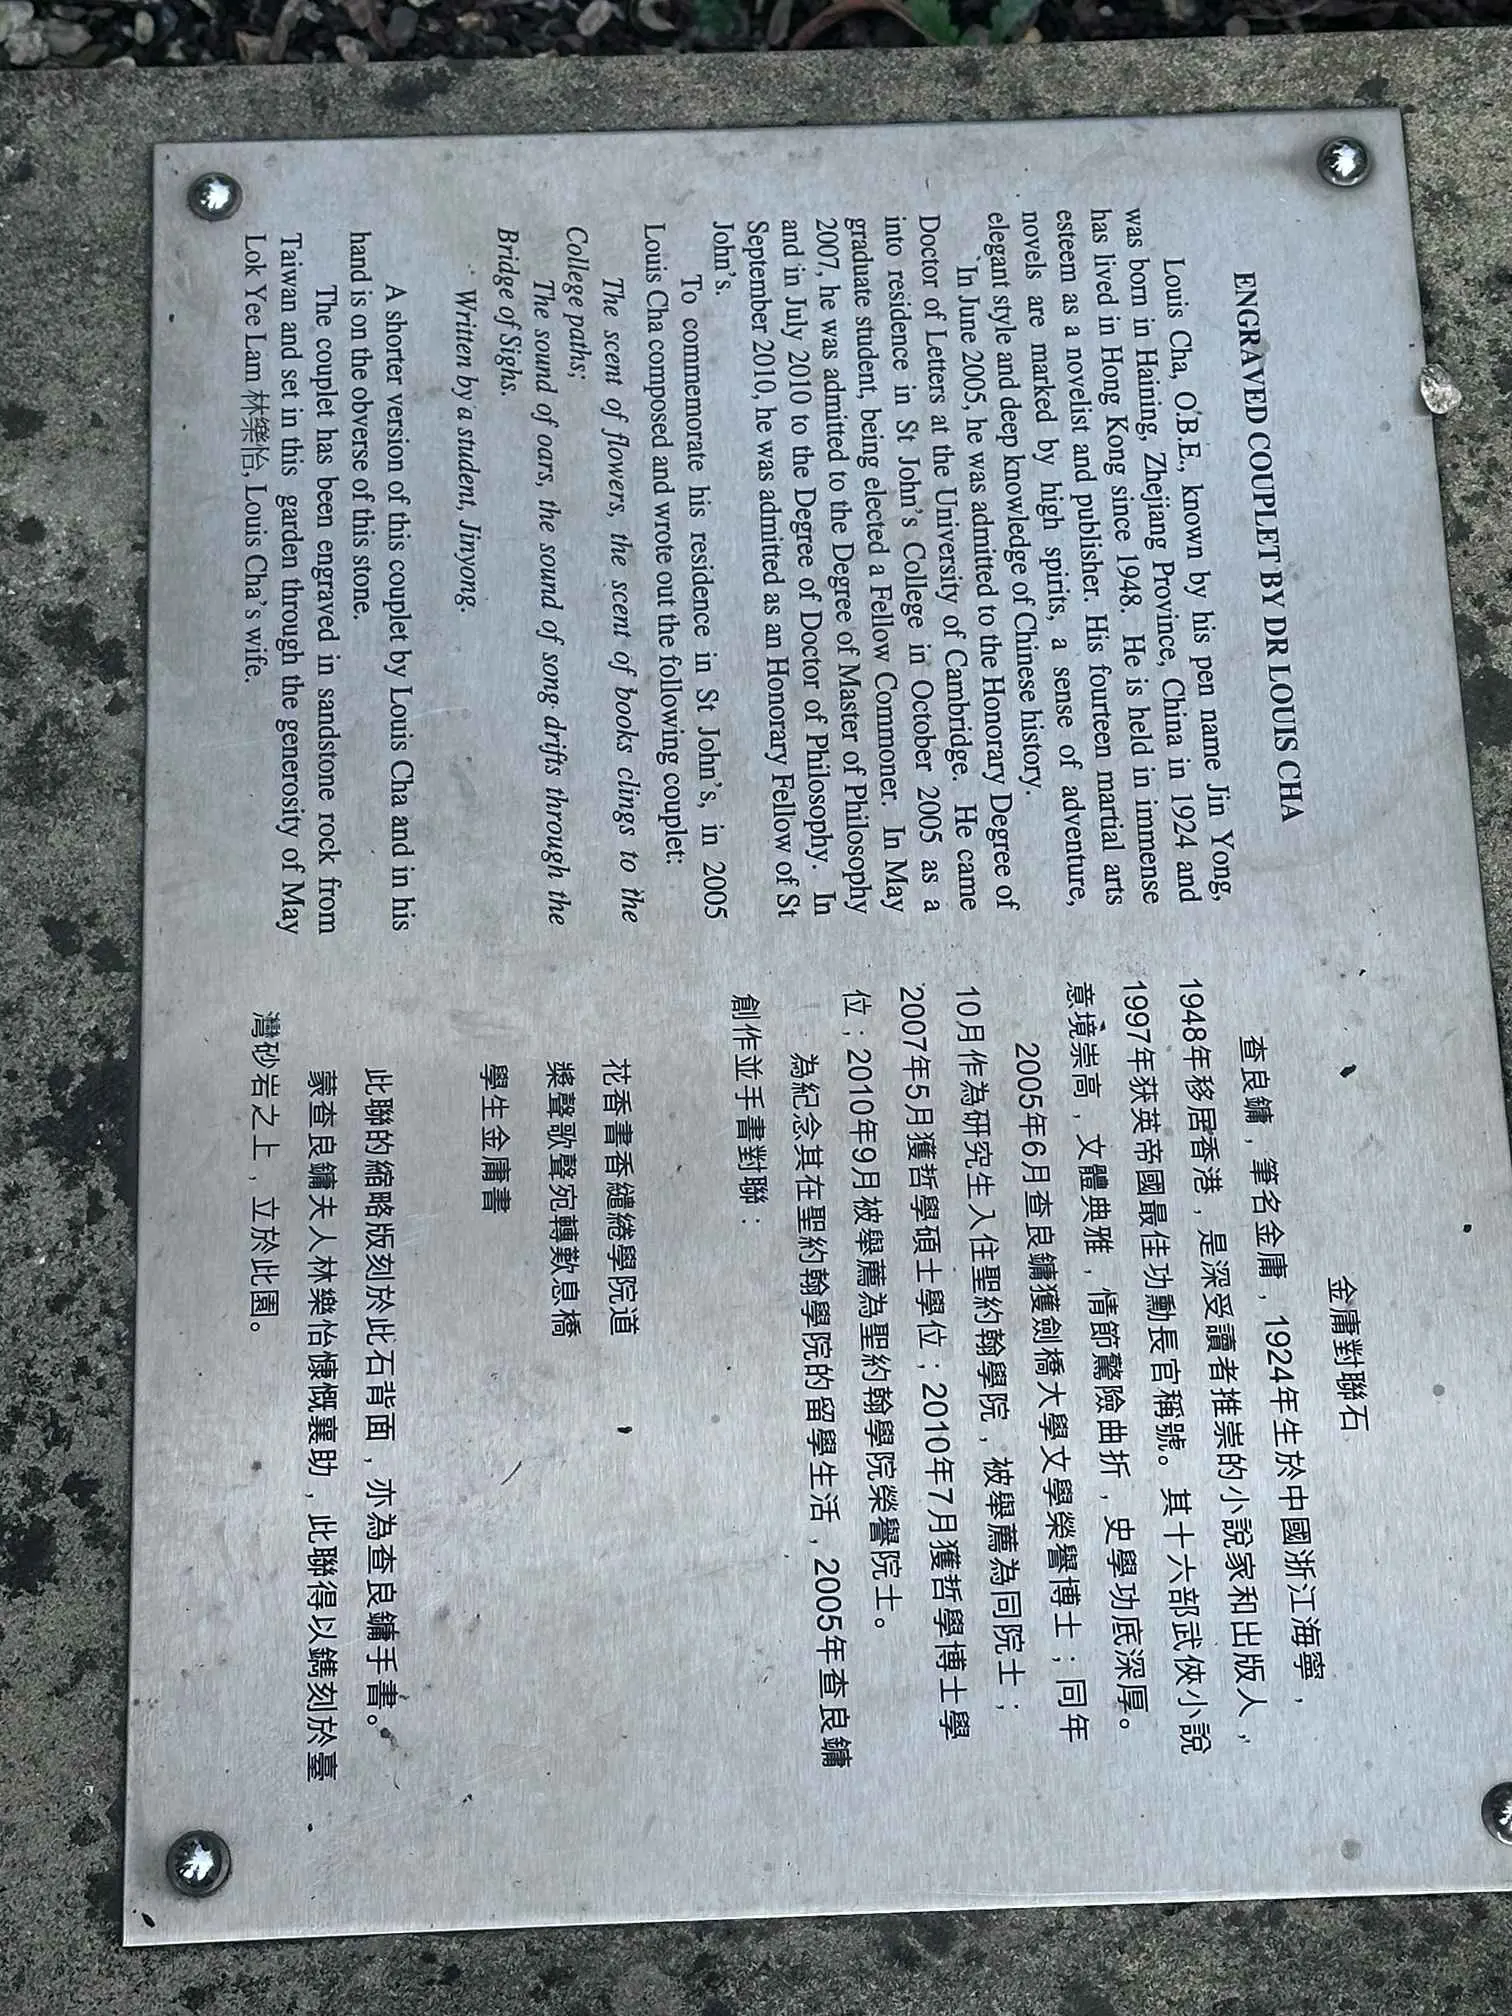 ENGRAVED COUPLET BY DR LOUIS CHA
Louis Cha, O.B.E., known by his pen name Jin Yong,
was born in Haining, Zhejiang Province, China in 1924 and
has lived in Hong Kong since 1948. He is held in immense
esteem as a novelist and publisher. His fourteen martial arts
novels are marked by high spirits, a sense of adventure,
elegant style and deep knowledge of Chinese history.
In June 2005, he was admitted to the Honorary Degree of
Doctor of Letters at the University of Cambridge. He came
into residence in St John's College in October 2005 as a
graduate student, being elected a Fellow Commoner. In May
2007, he was admitted to the Degree of Master of Philosophy
and in July 2010 to the Degree of Doctor of Philosophy. In
September 2010, he was admitted as an Honorary Fellow of St
John's.
To commemorate his residence in St John's, in 2005
Louis Cha composed and wrote out the following couplet:
The scent of flowers, the scent of books clings to the
College paths;
The sound of oars, the sound of song drifts through the
Bridge of Sighs.
Written by a student, Jinyong.
A shorter version of this couplet by Louis Cha and in his
hand is on the obverse of this stone.
The couplet has been engraved in sandstone rock from
Taiwan and set in this garden through the generosity of May
Lok Yee Lam 林樂怡, Louis Cha's wife.
金庸對聯石
查良鏞，筆名金庸，1924年生於中國浙江海寧，
1948年移居香港，是深受讀者推崇的小說家和出版人，
1997年获英帝國最佳功勳長官稱號。其十六部武俠小說
意境崇高，文體典雅，情節驚險曲折，史學功底深厚。
2005年6月查良鏞獲劍橋大學文學榮譽博士；同年
10月作為研究生入住聖約翰學院，被舉薦為同院士；
2007年5月獲哲學碩士學位；2010年7月獲哲學博士學
位；2010年9月被舉薦為聖約翰學院榮譽院士。
為紀念其在聖約翰學院的留學生活，2005年查良鏞
創作並手書對聯：
花香書香繾綣學院道
槳聲歌聲宛轉歎息橋
學生金庸書
此聯的縮略版刻於此石背面，亦為查良鏞手書。
蒙查良鏞夫人林樂怡慷慨襄助，此聯得以鐫刻於臺
灣砂岩之上，立於此園。